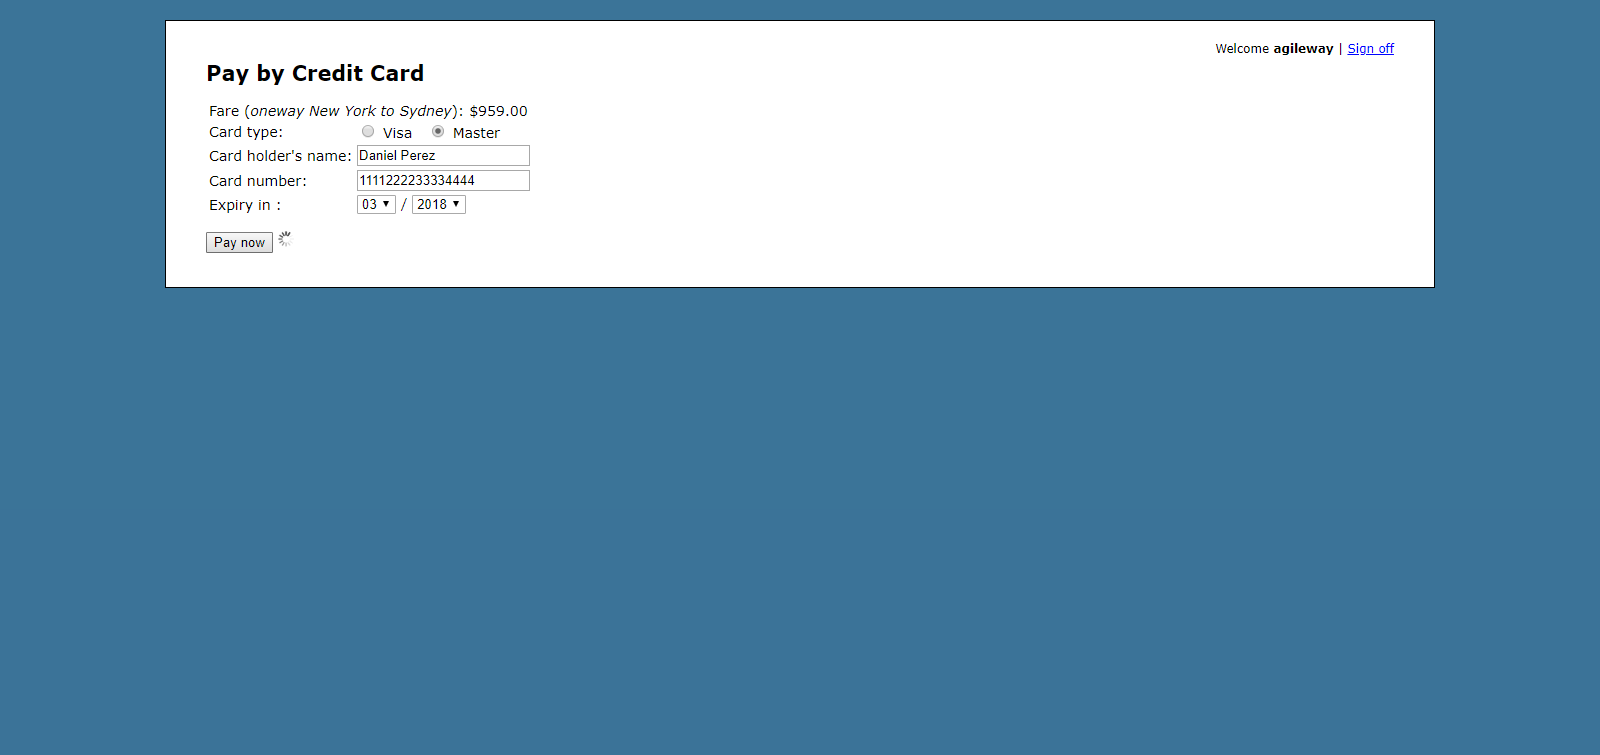 Welcome agileway | Sign off
Pay by Credit Card
Fare (oneway New York to Sydney): $959.00
Card type: Visa Master
Card holder's name: Daniel Perez
Card number: 1111222233334444
Expiry in : 03 / 2018
Pay now